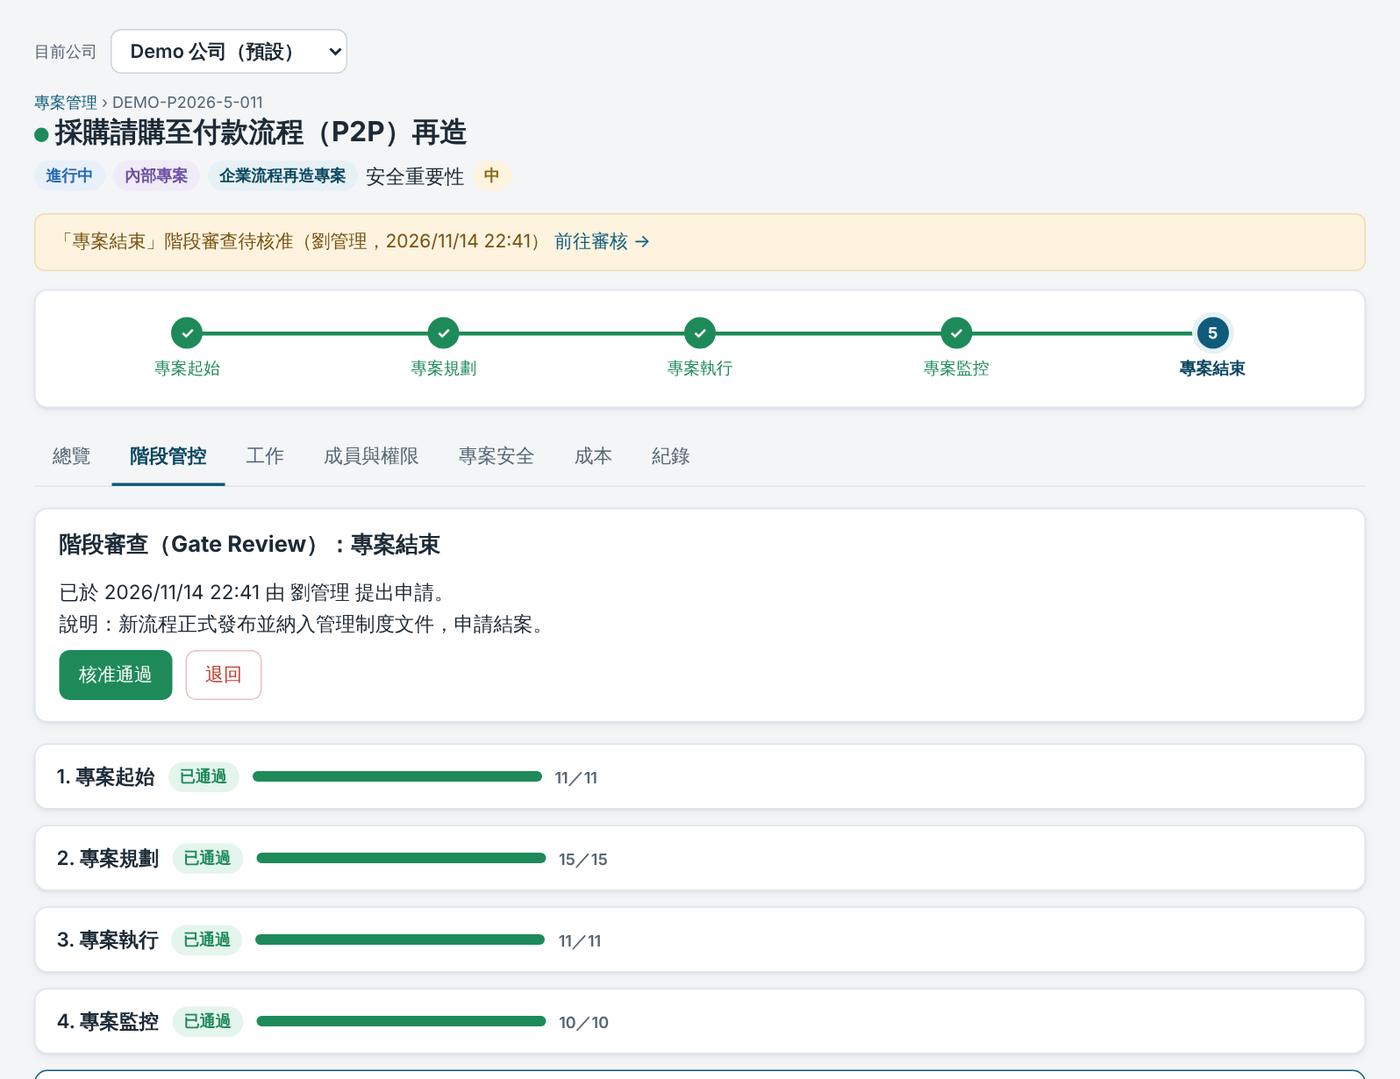 目前公司 Demo 公司（預設）
專案管理 › DEMO-P2026-5-011
採購請購至付款流程（P2P）再造
進行中 內部專案 企業流程再造專案 安全重要性 中
「專案結束」階段審查待核准（劉管理，2026/11/14 22:41） 前往審核 →
5
專案起始 專案規劃 專案執行 專案監控 專案結束
總覽 階段管控 工作 成員與權限 專案安全 成本 紀錄
階段審查（Gate Review）：專案結束
已於 2026/11/14 22:41 由 劉管理 提出申請。
說明：新流程正式發布並納入管理制度文件，申請結案。
核准通過 退回
1. 專案起始 已通過 11／11
2. 專案規劃 已通過 15／15
3. 專案執行 已通過 11／11
4. 專案監控 已通過 10／10